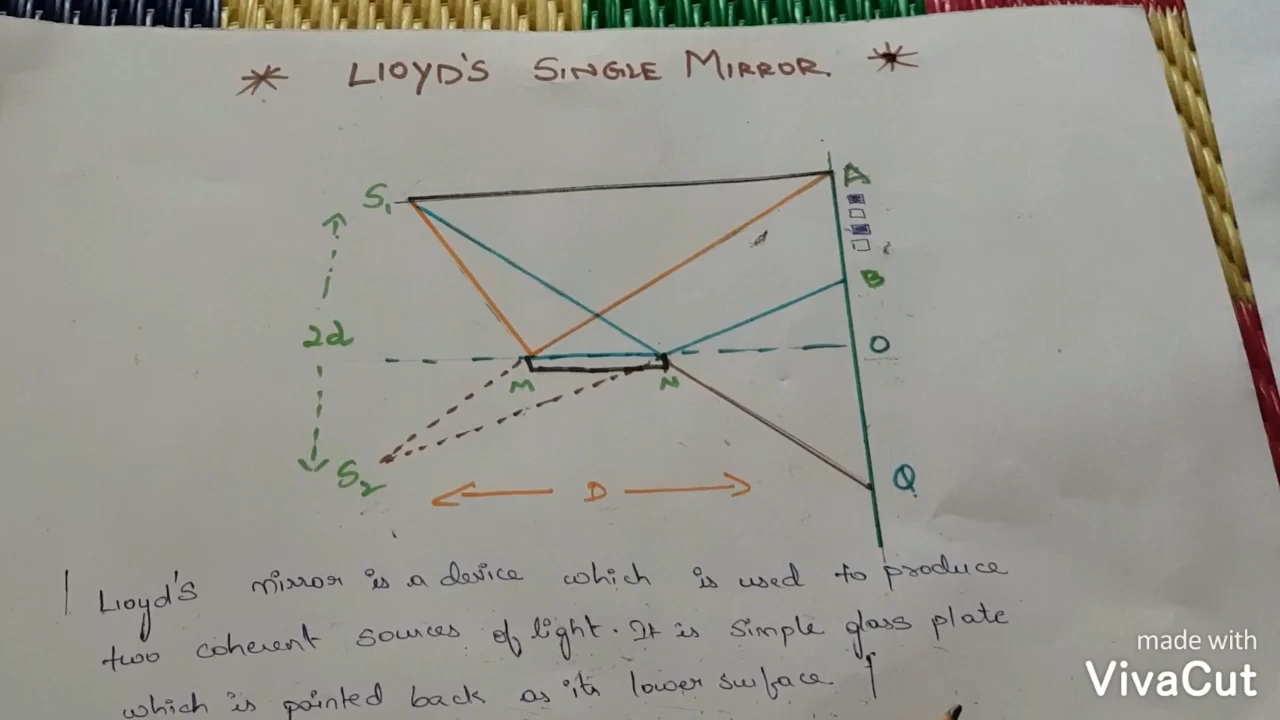 * LLOYD'S SINGLE MIRROR *
S1
A
B
2d
O
M N
S2
D
Q
Lloyd's mirror is a device which is used to produce
two coherent sources of light. It is simple glass plate
which is painted back as its lower surface
made with
VivaCut